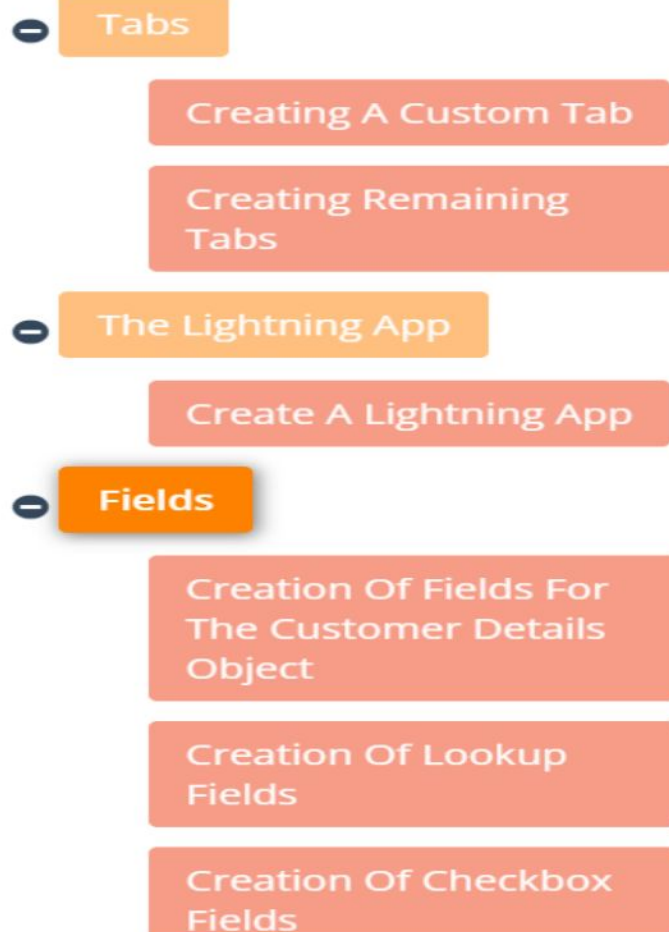 Tabs
Creating A Custom Tab
Creating Remaining
Tabs
The Lightning App
Create A Lightning App
Fields
Creation Of Fields For
The Customer Details
Object
Creation Of Lookup
Fields
Creation Of Checkbox
Fields